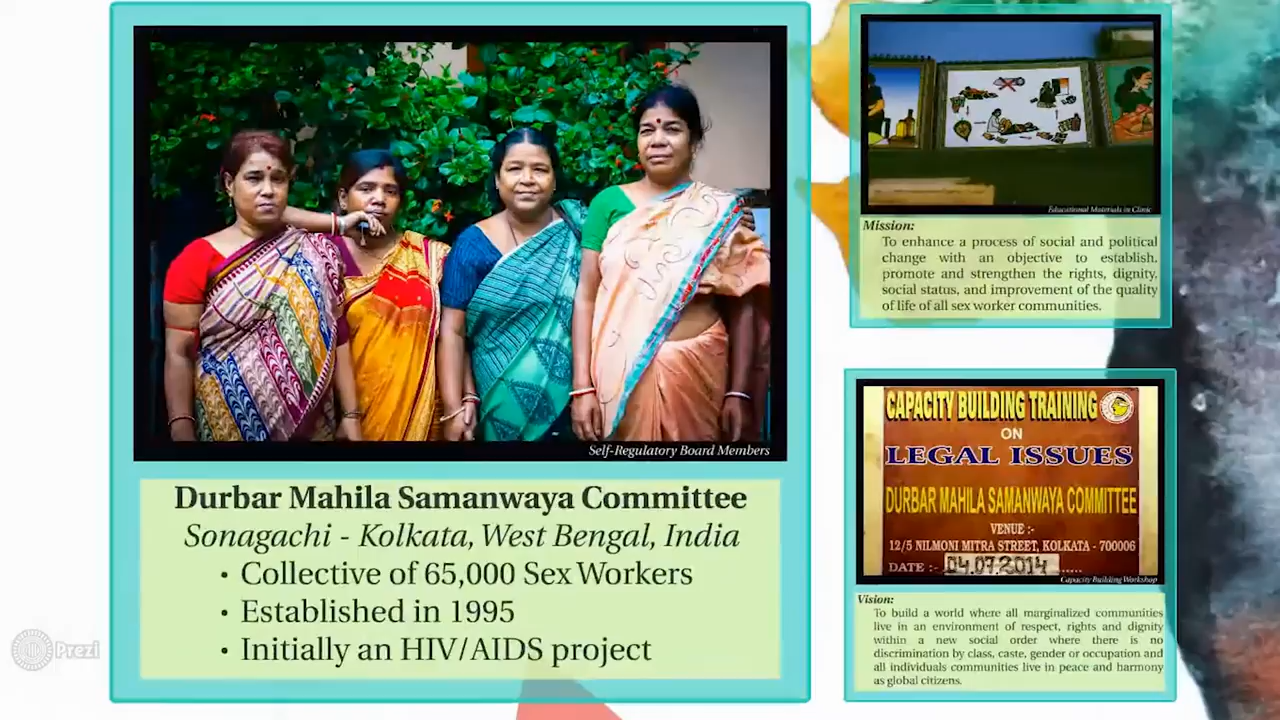 Self-Regulatory Board Members
Durbar Mahila Samanwaya Committee
Sonagachi - Kolkata, West Bengal, India
• Collective of 65,000 Sex Workers
• Established in 1995
• Initially an HIV/AIDS project
Educational Materials in Clinic
Mission:
To enhance a process of social and political
change with an objective to establish,
promote and strengthen the rights, dignity,
social status, and improvement of the quality
of life of all sex worker communities.
CAPACITY BUILDING TRAINING
ON
LEGAL ISSUES
DURBAR MAHILA SAMANWAYA COMMITTEE
VENUE :-
12/5 NILMONI MITRA STREET, KOLKATA - 700006
DATE :- 04.07.2014......
Capacity Building Workshop
Vision:
To build a world where all marginalized communities
live in an environment of respect, rights and dignity
within a new social order where there is no
discrimination by class, caste, gender or occupation and
all individuals communities live in peace and harmony
as global citizens.
Prezi